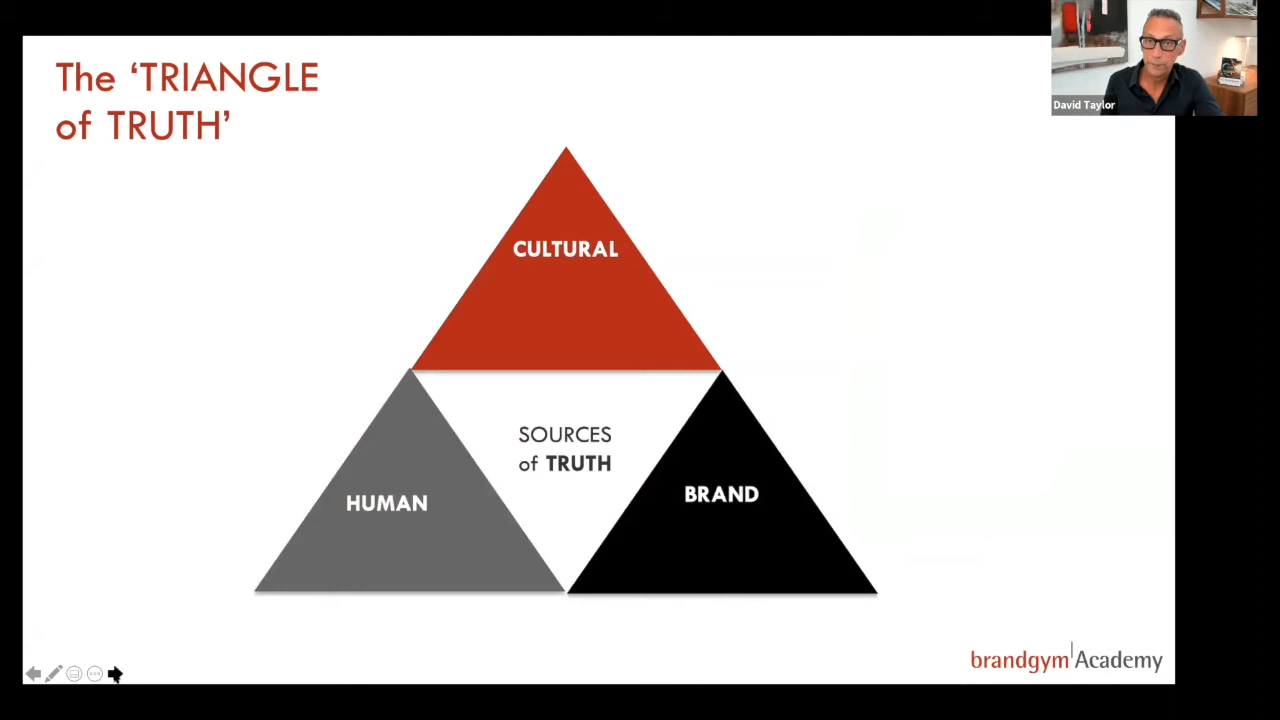 The ‘TRIANGLE
of TRUTH’
David Taylor
CULTURAL
SOURCES
of TRUTH
HUMAN
BRAND
brandgym Academy